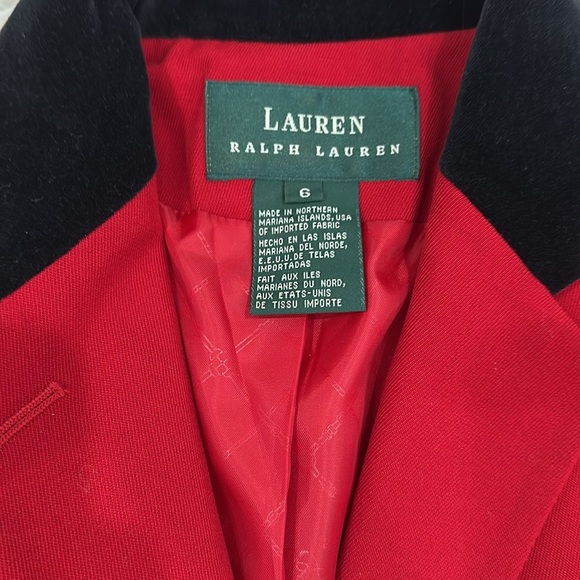 LAUREN
RALPH LAUREN
6
MADE IN NORTHERN
MARIANA ISLANDS, USA
OF IMPORTED FABRIC
HECHO EN LAS ISLAS
MARIANA DEL NORDE,
E.E.U.U.DE TELAS
IMPORTADAS
FAIT AUX ILES
MARIANES DU NORD,
AUX ETATS-UNIS
DE TISSU IMPORTE